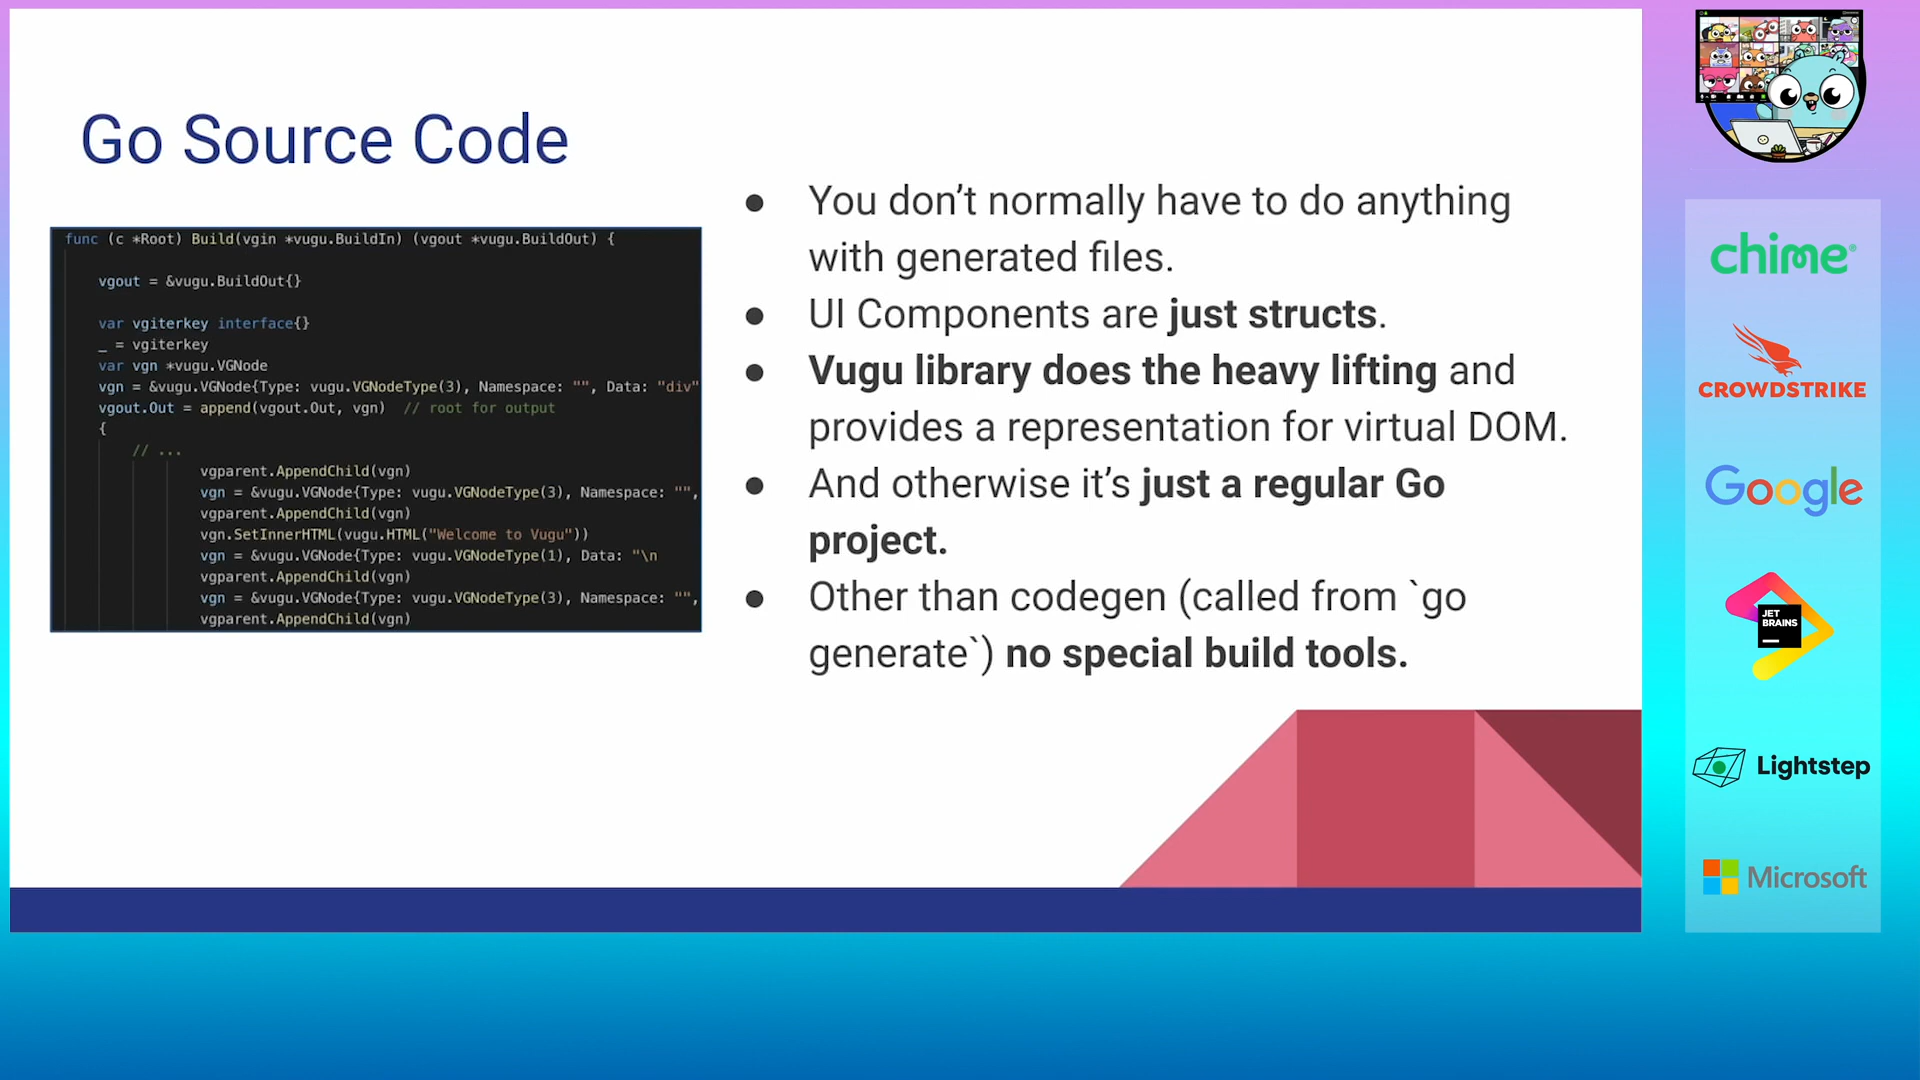 Go Source Code
func (c *Root) Build(vgin *vugu.BuildIn) (vgout *vugu.BuildOut) {
vgout = &vugu.BuildOut{}
var vgiterkey interface{}
_ = vgiterkey
var vgn *vugu.VGNode
vgn = &vugu.VGNode{Type: vugu.VGNodeType(3), Namespace: "", Data: "div"
vgout.Out = append(vgout.Out, vgn)  // root for output
{
// ...
vgparent.AppendChild(vgn)
vgn = &vugu.VGNode{Type: vugu.VGNodeType(3), Namespace: "",
vgparent.AppendChild(vgn)
vgn.SetInnerHTML(vugu.HTML("Welcome to Vugu"))
vgn = &vugu.VGNode{Type: vugu.VGNodeType(1), Data: "\n
vgparent.AppendChild(vgn)
vgn = &vugu.VGNode{Type: vugu.VGNodeType(3), Namespace: "",
vgparent.AppendChild(vgn)
● You don’t normally have to do anything
with generated files.
● UI Components are just structs.
● Vugu library does the heavy lifting and
provides a representation for virtual DOM.
● And otherwise it’s just a regular Go
project.
● Other than codegen (called from `go
generate`) no special build tools.
chime
CROWDSTRIKE
Google
JET
BRAINS
Lightstep
Microsoft